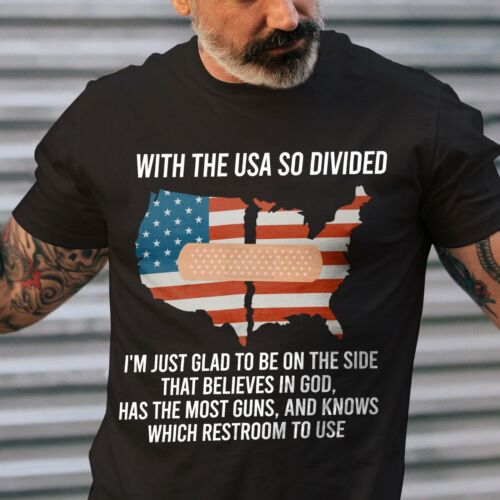 WITH THE USA SO DIVIDED
I'M JUST GLAD TO BE ON THE SIDE
THAT BELIEVES IN GOD,
HAS THE MOST GUNS, AND KNOWS
WHICH RESTROOM TO USE